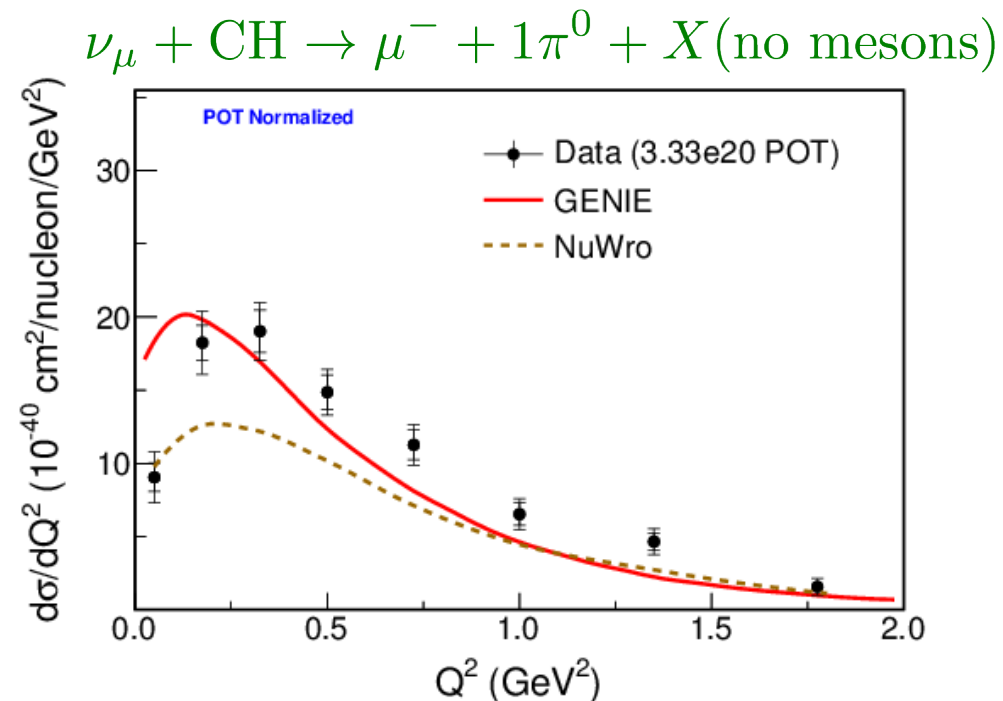 ν_μ + CH → μ⁻ + 1π⁰ + X(no mesons)
POT Normalized
Data (3.33e20 POT)
GENIE
NuWro
dσ/dQ² (10⁻⁴⁰ cm²/nucleon/GeV²)
30
20
10
0.0 0.5 1.0 1.5 2.0
Q² (GeV²)